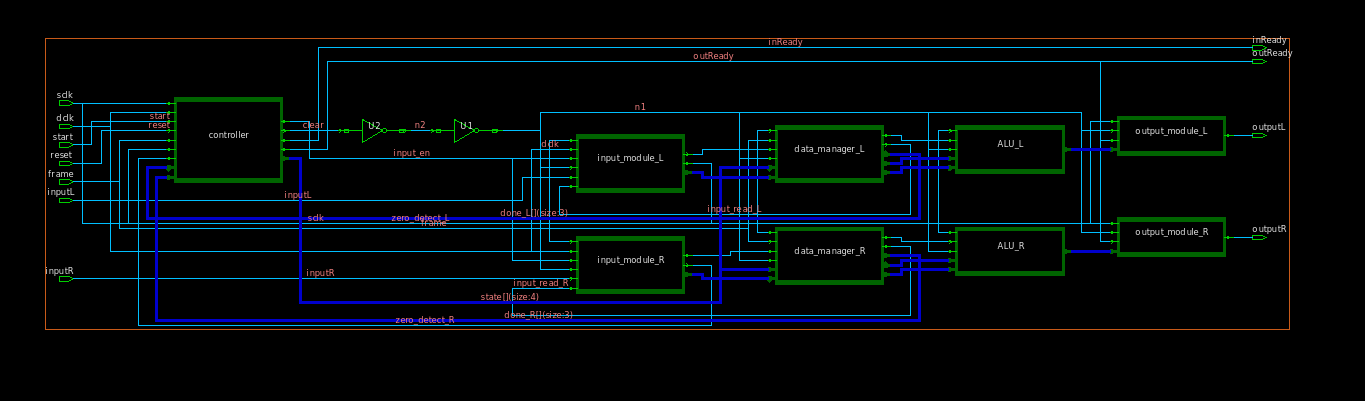 inReady
inReady
outReady
outReady
sclk
n1
dclk
start
reset
clear
U2
n2
U1
start
controller
output_module_L
outputL
ALU_L
dclk
data_manager_L
reset
input_en
input_module_L
frame
inputL
inputL
done_L[](size:3)
input_read_L
sclk
zero_detect_L
frame
output_module_R
outputR
ALU_R
data_manager_R
input_module_R
inputR
inputR
input_read_R
state[](size:4)
done_R[](size:3)
zero_detect_R